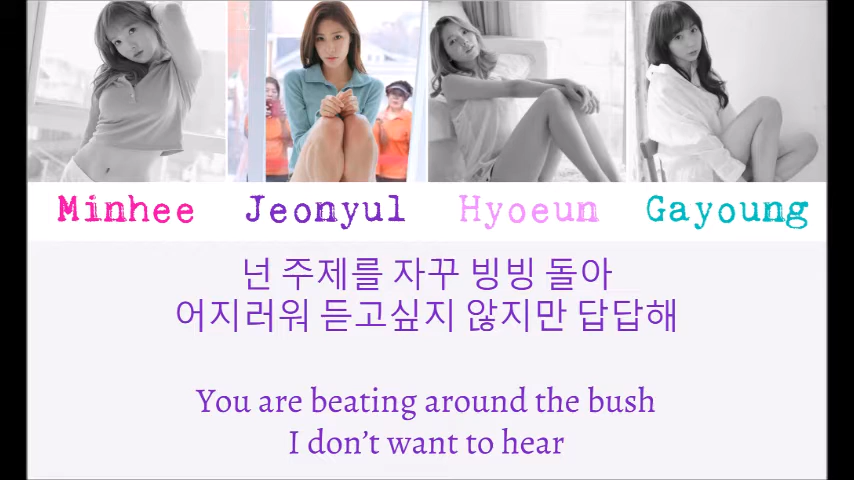 Minhee Jeonyul Hyoeun Gayoung
넌 주제를 자꾸 빙빙 돌아
어지러워 듣고싶지 않지만 답답해
You are beating around the bush
I don't want to hear